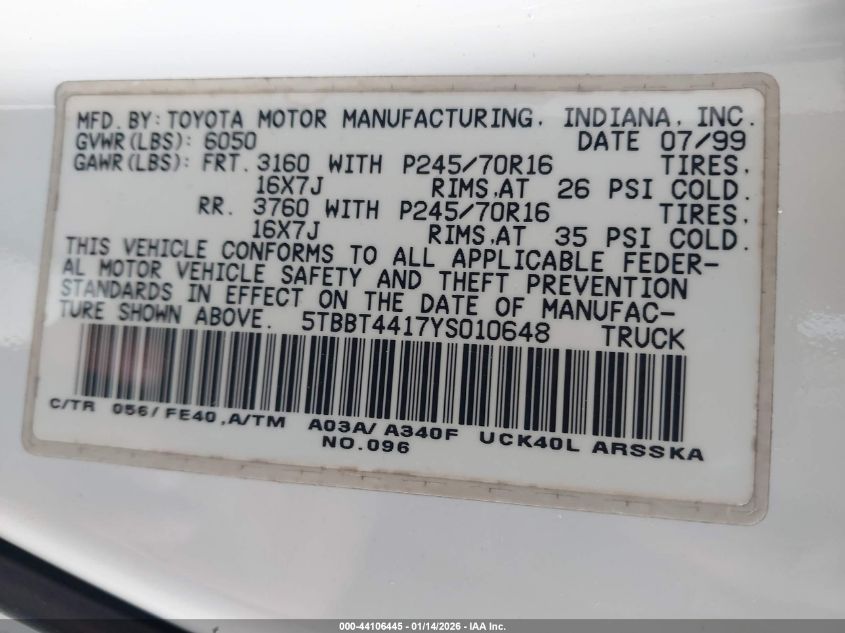 MFD. BY: TOYOTA MOTOR MANUFACTURING, INDIANA, INC.
GVWR(LBS): 6050 DATE 07/99
GAWR(LBS): FRT. 3160 WITH P245/70R16 TIRES,
16X7J RIMS,AT 26 PSI COLD.
RR. 3760 WITH P245/70R16 TIRES,
16X7J RIMS,AT 35 PSI COLD.
THIS VEHICLE CONFORMS TO ALL APPLICABLE FEDER-
AL MOTOR VEHICLE SAFETY AND THEFT PREVENTION
STANDARDS IN EFFECT ON THE DATE OF MANUFAC-
TURE SHOWN ABOVE. 5TBBT4417YS010648 TRUCK
C/TR 056/FE40,A/TM A03A/A340F UCK40L ARSSKA
NO.096
000-44106445 - 01/14/2026 - IAA Inc.